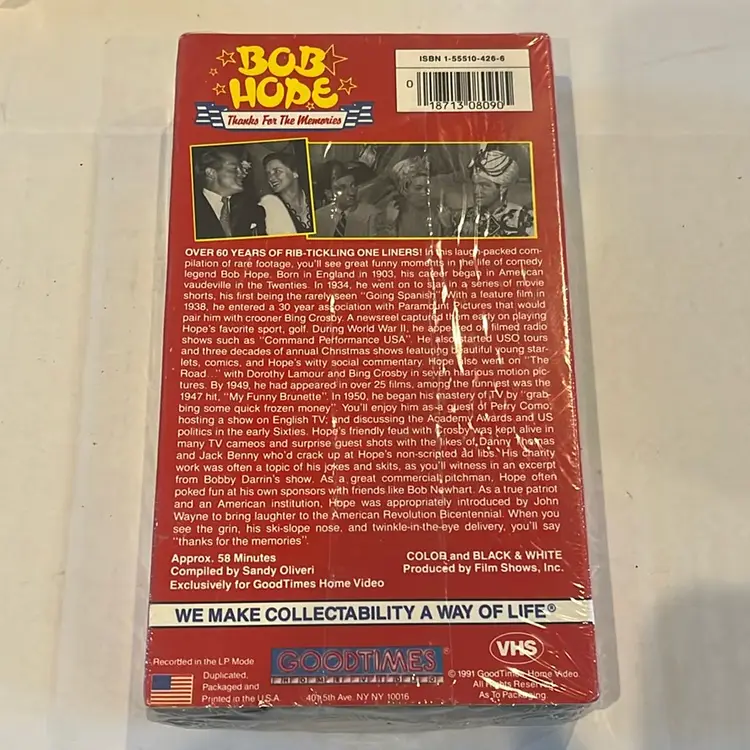 BOB
HOPE
Thanks For The Memories
ISBN 1-55510-426-6
0
18713 08090
OVER 60 YEARS OF RIB-TICKLING ONE LINERS! In this laugh-packed com-
pilation of rare footage, you'll see great funny moments in the life of comedy
legend Bob Hope. Born in England in 1903, his career began in American
vaudeville in the Twenties. In 1934, he went on to star in a series of movie
shorts, his first being the rarely seen "Going Spanish". With a feature film in
1938, he entered a 30 year association with Paramount Pictures that would
pair him with crooner Bing Crosby. A newsreel captured them early on playing
Hope's favorite sport, golf. During World War II, he appeared on filmed radio
shows such as "Command Performance USA". He also started USO tours
and three decades of annual Christmas shows featuring beautiful young star-
lets, comics, and Hope's witty social commentary. Hope also went on "The
Road..." with Dorothy Lamour and Bing Crosby in seven hilarious motion pic-
tures. By 1949, he had appeared in over 25 films, among the funniest was the
1947 hit, "My Funny Brunette". In 1950, he began his mastery of TV by "grab-
bing some quick frozen money". You'll enjoy him as a guest of Perry Como,
hosting a show on English TV, and discussing the Academy Awards and US
politics in the early Sixties. Hope's friendly feud with Crosby was kept alive in
many TV cameos and surprise guest shots with the likes of Danny Thomas
and Jack Benny who'd crack up at Hope's non-scripted ad libs. His charity
work was often a topic of his jokes and skits, as you'll witness in an excerpt
from Bobby Darrin's show. As a great commercial pitchman, Hope often
poked fun at his own sponsors with friends like Bob Newhart. As a true patriot
and an American institution, Hope was appropriately introduced by John
Wayne to bring laughter to the American Revolution Bicentennial. When you
see the grin, his ski-slope nose, and twinkle-in-the-eye delivery, you'll say
"thanks for the memories".
Approx. 58 Minutes
Compiled by Sandy Oliveri
Exclusively for GoodTimes Home Video
COLOR and BLACK & WHITE
Produced by Film Shows, Inc.
WE MAKE COLLECTABILITY A WAY OF LIFE®
Recorded in the LP Mode
Duplicated,
Packaged and
Printed in the U.S.A.
GOODTIMES®
HOME VIDEO
401 5th Ave. NY NY 10016
VHS
© 1991 GoodTimes Home Video
All Rights Reserved
As To Packaging